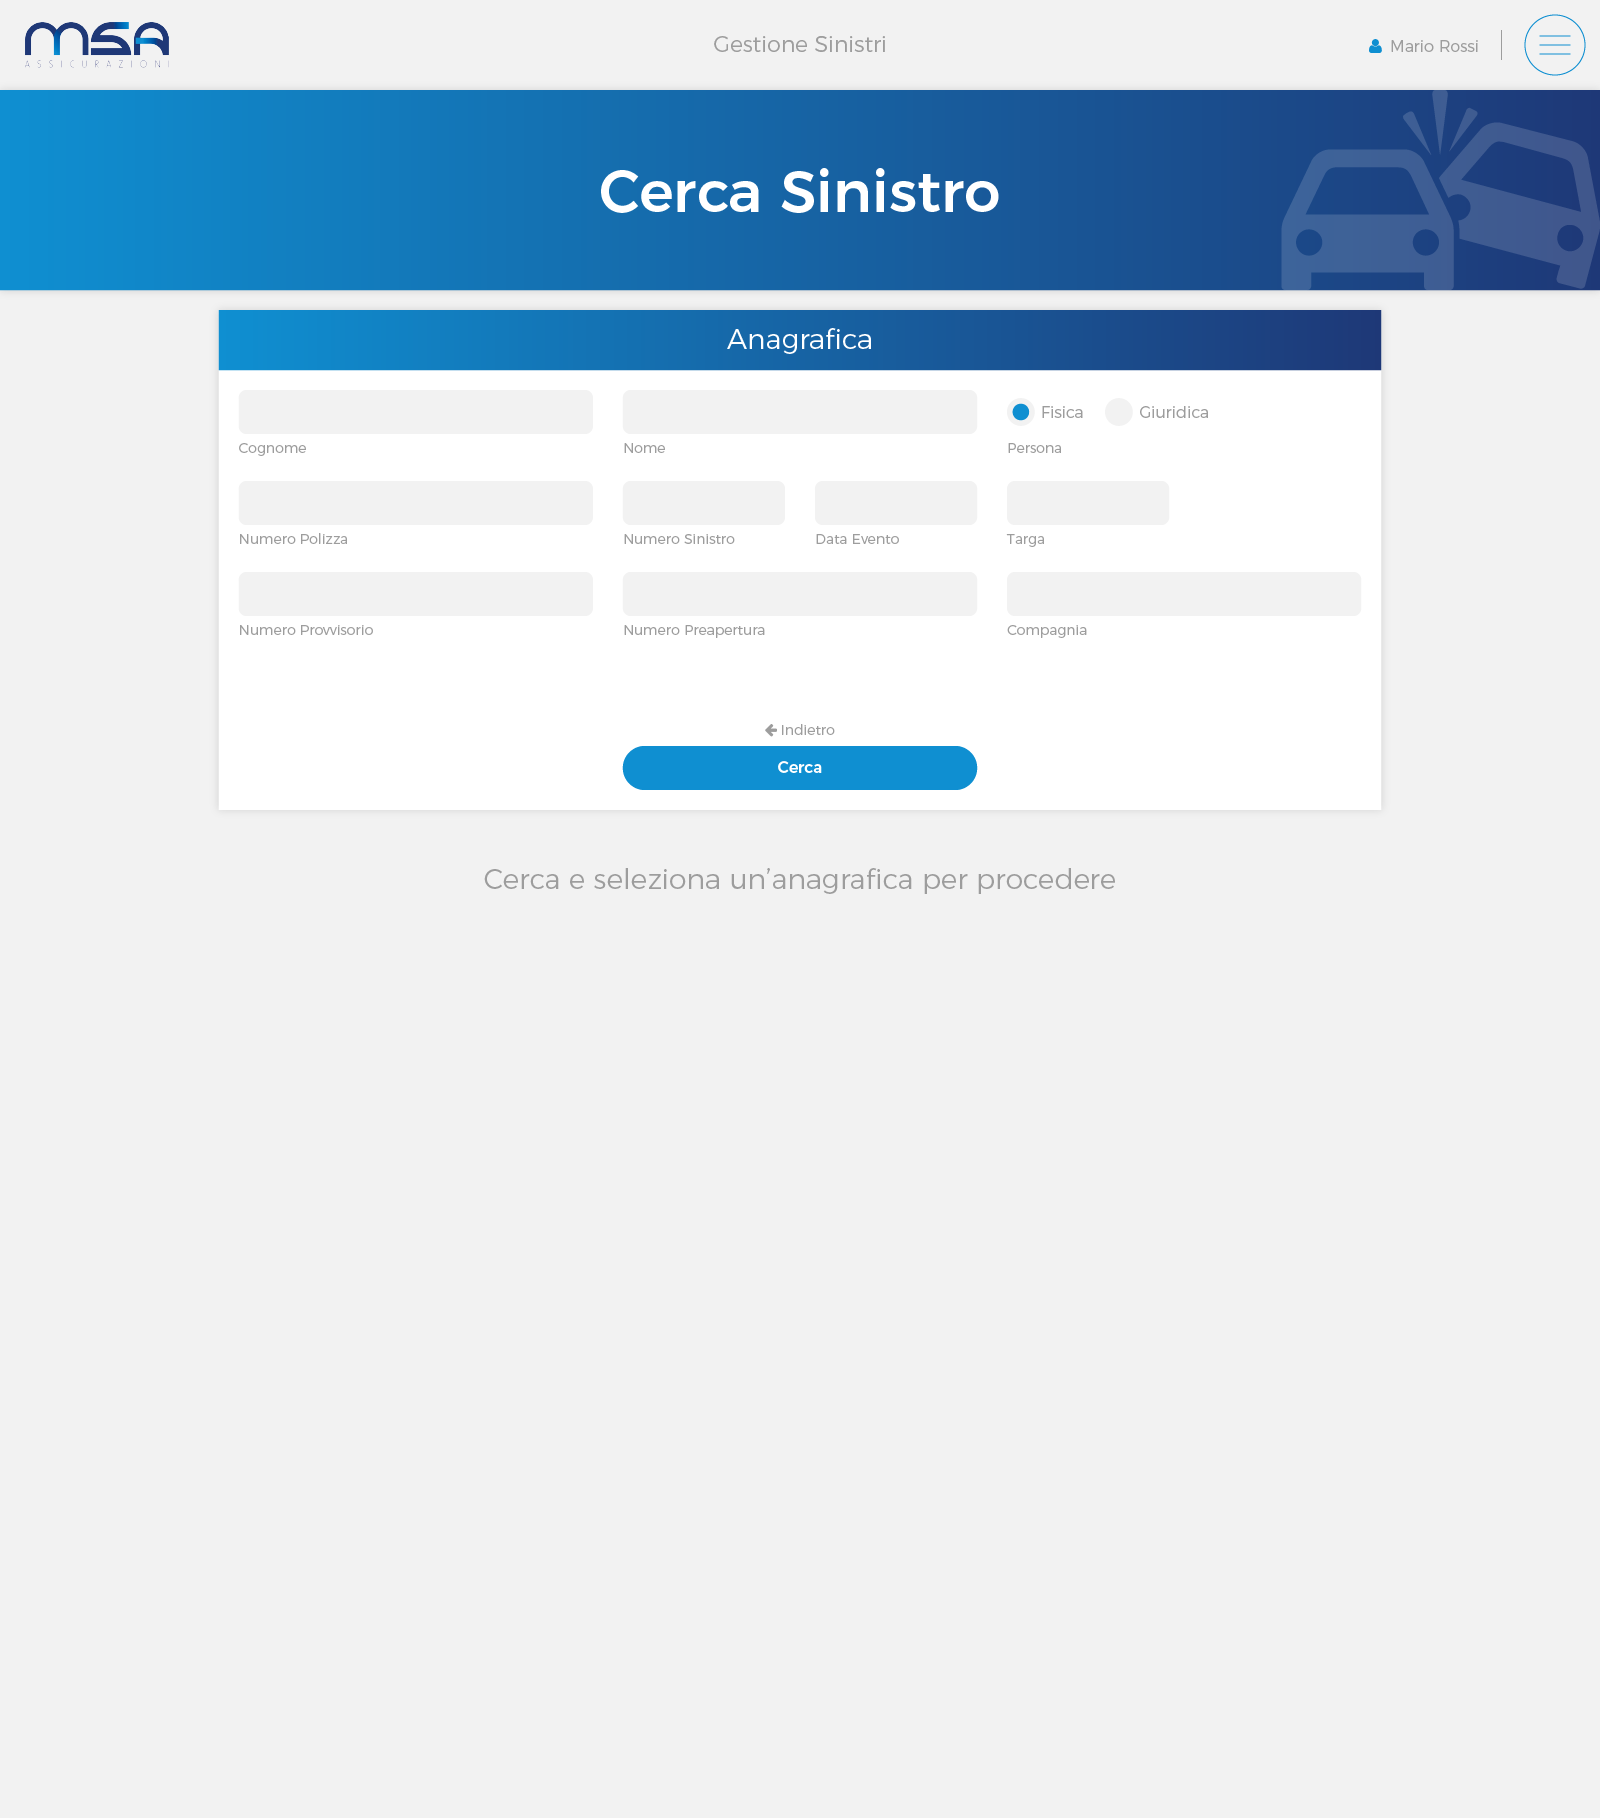 msa
ASSICURAZIONI
Gestione Sinistri
Mario Rossi
Cerca Sinistro
Anagrafica
Fisica Giuridica
Cognome Nome Persona
Numero Polizza Numero Sinistro Data Evento Targa
Numero Provvisorio Numero Preapertura Compagnia
Indietro
Cerca
Cerca e seleziona un’anagrafica per procedere